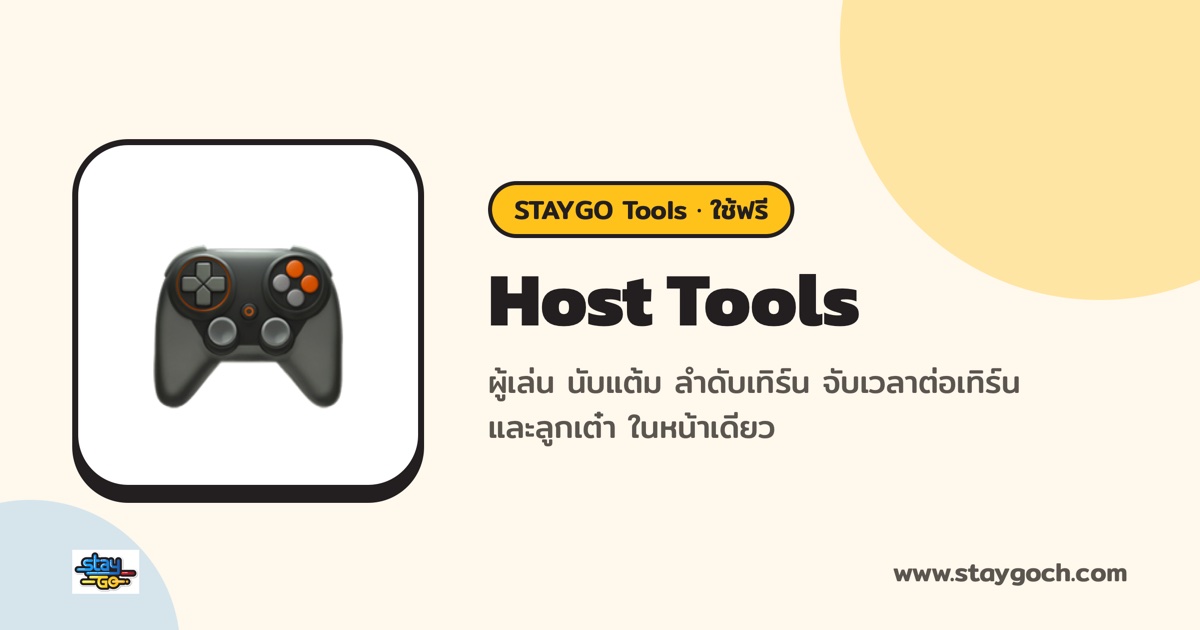 STAYGO Tools · ใช้ฟรี
Host Tools
ผู้เล่น นับแต้ม ลำดับเทิร์น จับเวลาต่อเทิร์น
และลูกเต๋า ในหน้าเดียว
stay
GO
www.staygoch.com